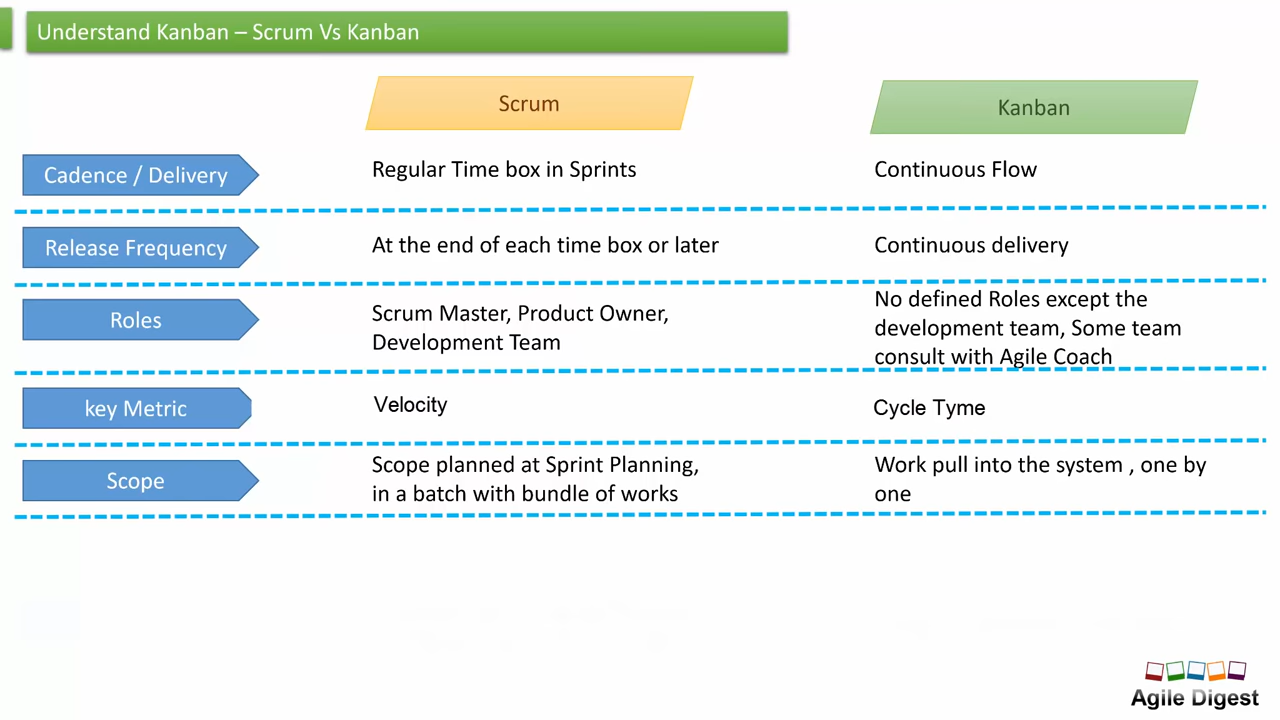 Understand Kanban – Scrum Vs Kanban
Scrum
Kanban
Cadence / Delivery
Regular Time box in Sprints
Continuous Flow
Release Frequency
At the end of each time box or later
Continuous delivery
Roles
Scrum Master, Product Owner,
Development Team
No defined Roles except the
development team, Some team
consult with Agile Coach
key Metric
Velocity
Cycle Tyme
Scope
Scope planned at Sprint Planning,
in a batch with bundle of works
Work pull into the system , one by
one
Agile Digest